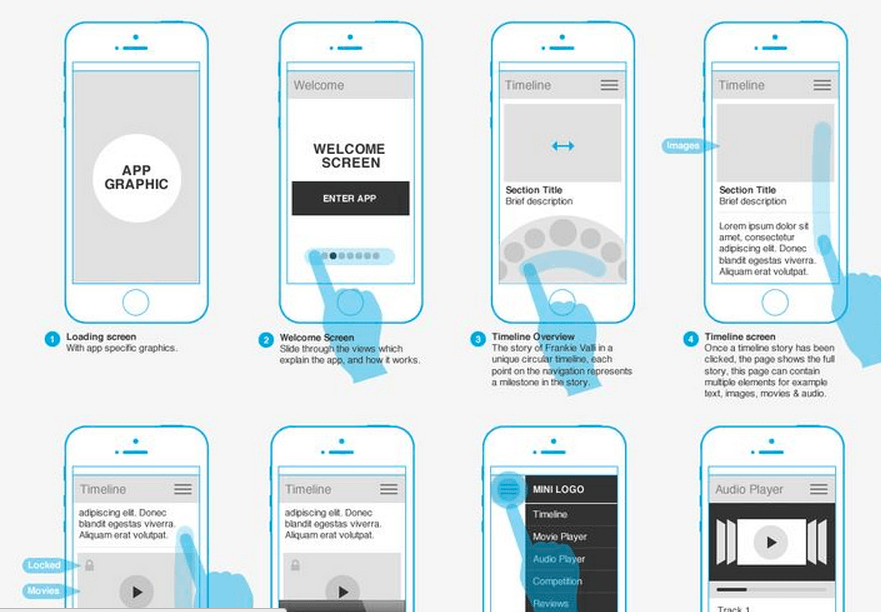 APP
GRAPHIC
1 Loading screen
With app specific graphics.
Welcome
WELCOME
SCREEN
ENTER APP
2 Welcome Screen
Slide through the views which
explain the app, and how it works.
Timeline
Section Title
Brief description
3 Timeline Overview
The story of Frankie Valli in a
unique circular timeline, each
point on the navigation represents
a milestone in the story.
Timeline
Images
Section Title
Brief description
Lorem ipsum dolor sit
amet, consectetur
adipiscing elit. Donec
blandit egestas viverra.
Aliquam erat volutpat.
4 Timeline screen
Once a timeline story has been
clicked, the page shows the full
story, this page can contain
multiple elements for example
text, images, movies & audio.
Timeline
adipiscing elit. Donec
blandit egestas viverra.
Aliquam erat volutpat.
Locked
Movies
Timeline
adipiscing elit. Donec
blandit egestas viverra.
Aliquam erat volutpat.
MINI LOGO
Timeline
Movie Player
Audio Player
Competition
Reviews
Audio Player
Track 1